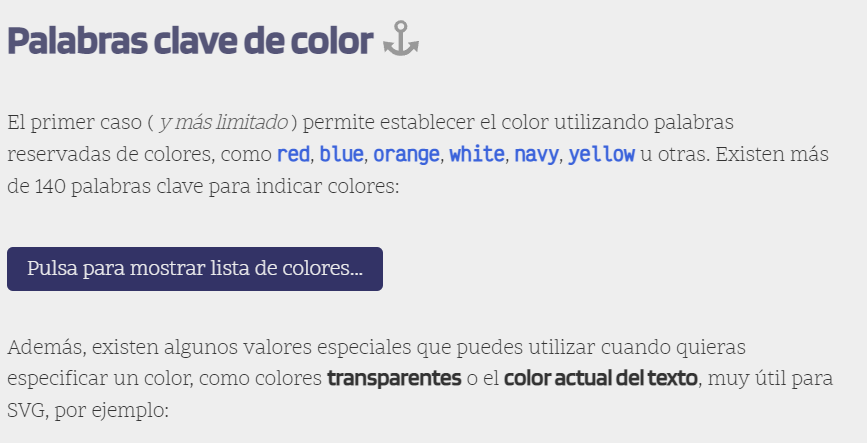 Palabras clave de color
El primer caso ( y más limitado ) permite establecer el color utilizando palabras
reservadas de colores, como red, blue, orange, white, navy, yellow u otras. Existen más
de 140 palabras clave para indicar colores:
Pulsa para mostrar lista de colores...
Además, existen algunos valores especiales que puedes utilizar cuando quieras
especificar un color, como colores transparentes o el color actual del texto, muy útil para
SVG, por ejemplo: